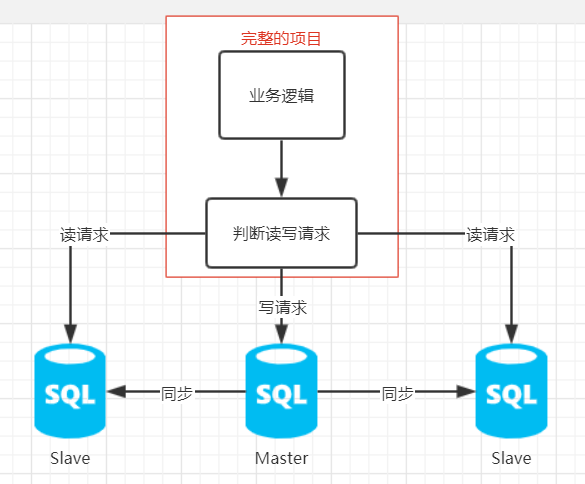 完整的项目
业务逻辑
判断读写请求
读请求
读请求
写请求
SQL
同步
SQL
同步
SQL
Slave
Master
Slave